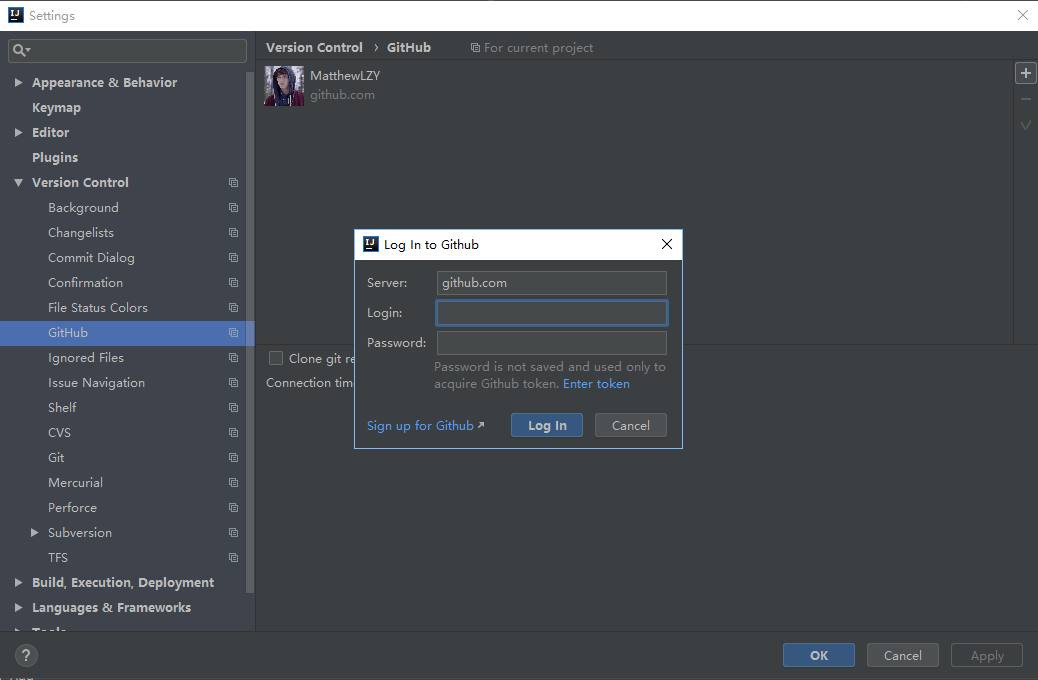 Settings
Version Control › GitHub For current project
Appearance & Behavior
Keymap
Editor
Plugins
Version Control
Background
Changelists
Commit Dialog
Confirmation
File Status Colors
GitHub
Ignored Files
Issue Navigation
Shelf
CVS
Git
Mercurial
Perforce
Subversion
TFS
Build, Execution, Deployment
Languages & Frameworks
Tools
MatthewLZY
github.com
Clone git re
Connection tim
IJ Log In to Github
Server: github.com
Login:
Password:
Password is not saved and used only to
acquire Github token. Enter token
Sign up for Github ↗ Log In Cancel
? OK Cancel Apply